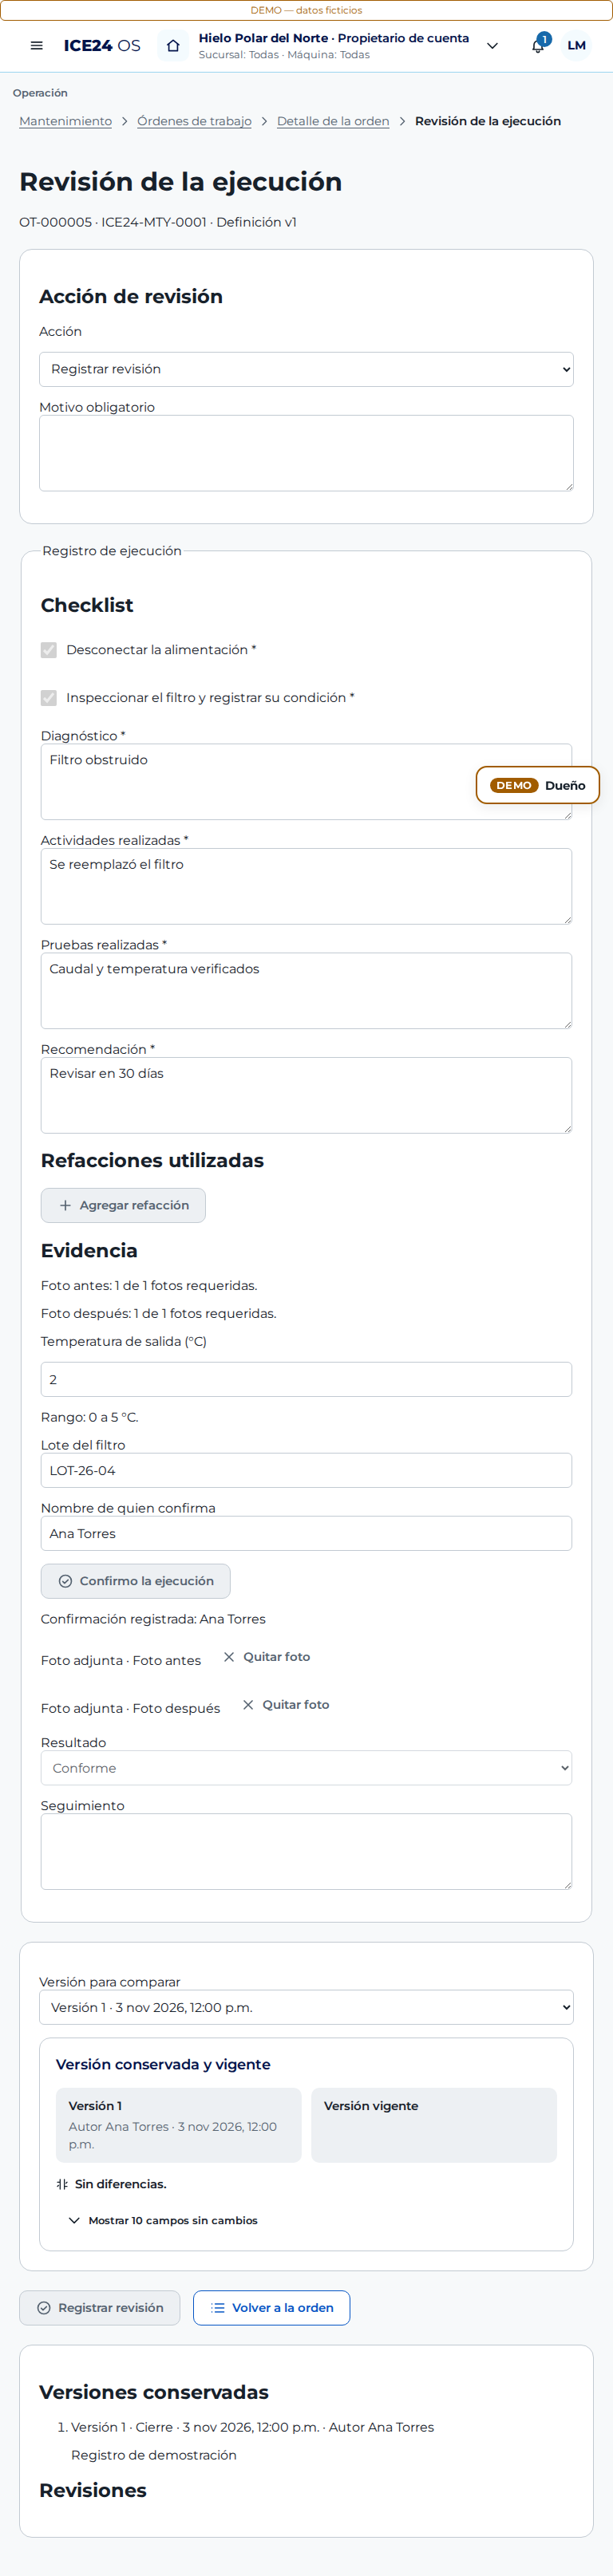 DEMO — datos ficticios
ICE24 OS
Hielo Polar del Norte · Propietario de cuenta
Sucursal: Todas · Máquina: Todas
1
LM
Operación
Mantenimiento > Órdenes de trabajo > Detalle de la orden > Revisión de la ejecución
Revisión de la ejecución
OT-000005 · ICE24-MTY-0001 · Definición v1
Acción de revisión
Acción
Registrar revisión
Motivo obligatorio
Registro de ejecución
Checklist
Desconectar la alimentación *
Inspeccionar el filtro y registrar su condición *
Diagnóstico *
Filtro obstruido
DEMO Dueño
Actividades realizadas *
Se reemplazó el filtro
Pruebas realizadas *
Caudal y temperatura verificados
Recomendación *
Revisar en 30 días
Refacciones utilizadas
Agregar refacción
Evidencia
Foto antes: 1 de 1 fotos requeridas.
Foto después: 1 de 1 fotos requeridas.
Temperatura de salida (°C)
2
Rango: 0 a 5 °C.
Lote del filtro
LOT-26-04
Nombre de quien confirma
Ana Torres
Confirmo la ejecución
Confirmación registrada: Ana Torres
Foto adjunta · Foto antes
Quitar foto
Foto adjunta · Foto después
Quitar foto
Resultado
Conforme
Seguimiento
Versión para comparar
Versión 1 · 3 nov 2026, 12:00 p.m.
Versión conservada y vigente
Versión 1
Autor Ana Torres · 3 nov 2026, 12:00
p.m.
Versión vigente
Sin diferencias.
Mostrar 10 campos sin cambios
Registrar revisión
Volver a la orden
Versiones conservadas
1. Versión 1 · Cierre · 3 nov 2026, 12:00 p.m. · Autor Ana Torres
Registro de demostración
Revisiones